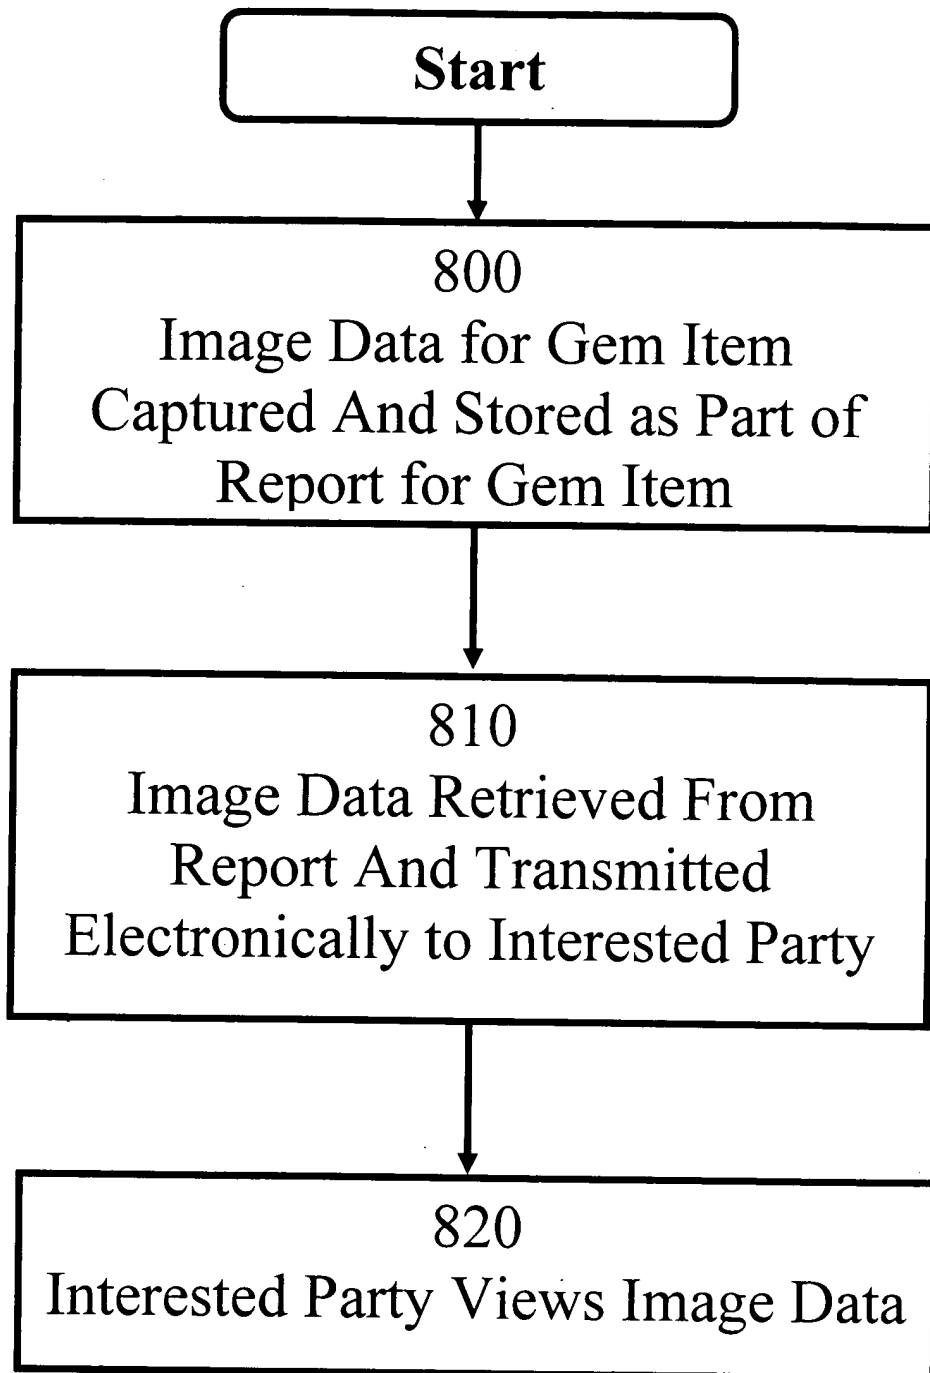 Start
800
Image Data for Gem Item
Captured And Stored as Part of
Report for Gem Item
810
Image Data Retrieved From
Report And Transmitted
Electronically to Interested Party
820
Interested Party Views Image Data